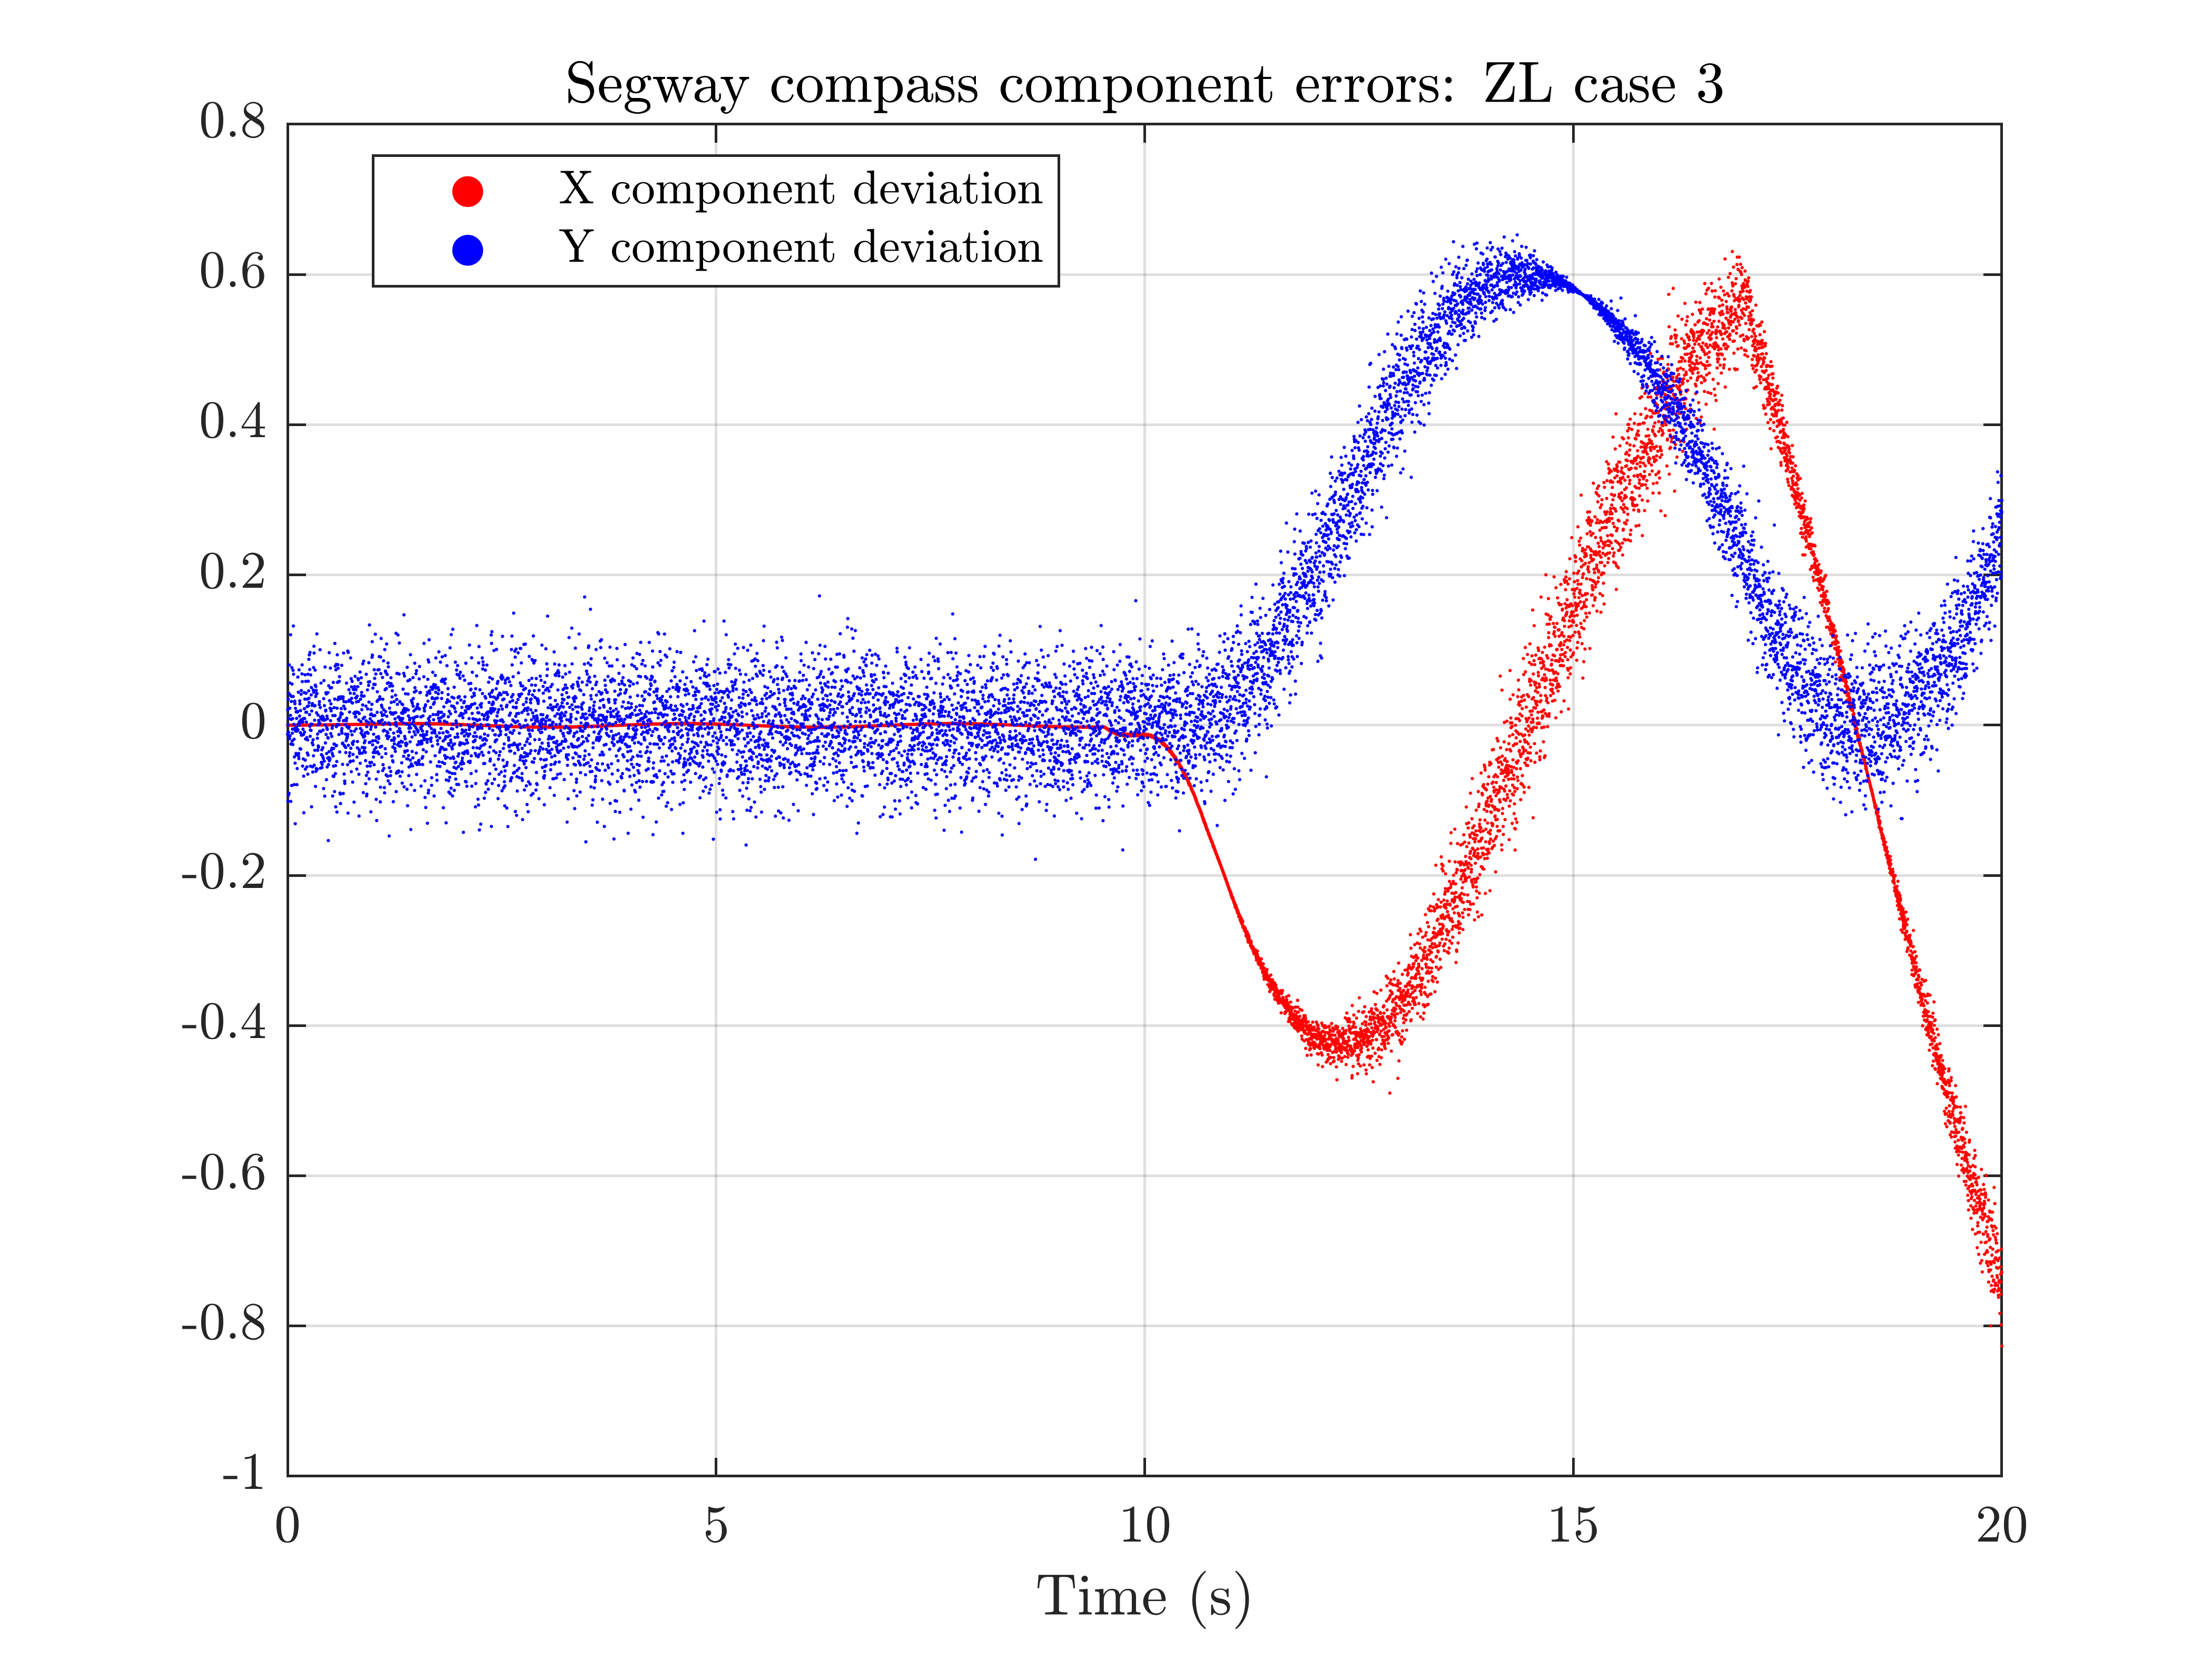 Segway compass component errors: ZL case 3
0.8
X component deviation
Y component deviation
0.6
0.4
0.2
0
-0.2
-0.4
-0.6
-0.8
-1
0 5 10 15 20
Time (s)